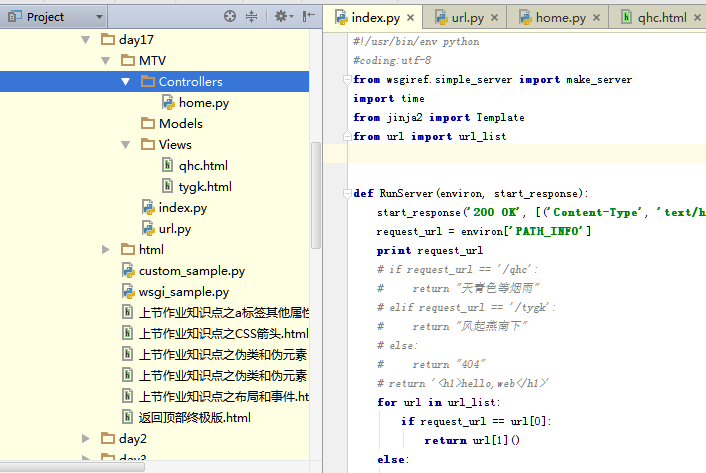 Project
day17
MTV
Controllers
home.py
Models
Views
qhc.html
tygk.html
index.py
url.py
html
custom_sample.py
wsgi_sample.py
上节作业知识点之a标签其他属性
上节作业知识点之CSS箭头.html
上节作业知识点之伪类和伪元素
上节作业知识点之伪类和伪元素
上节作业知识点之布局和事件.ht
返回顶部终极版.html
day2
index.py
url.py
home.py
qhc.html
#!/usr/bin/env python
#coding:utf-8
from wsgiref.simple_server import make_server
import time
from jinja2 import Template
from url import url_list
def RunServer(environ, start_response):
start_response('200 OK', [('Content-Type', 'text/h
request_url = environ['PATH_INFO']
print request_url
# if request_url == '/qhc':
# return "天青色等烟雨"
# elif request_url == '/tygk':
# return "风起燕南下"
# else:
# return "404"
# return '<h1>hello,web</h1>
for url in url_list:
if request_url == url[0]:
return url[1]()
else: